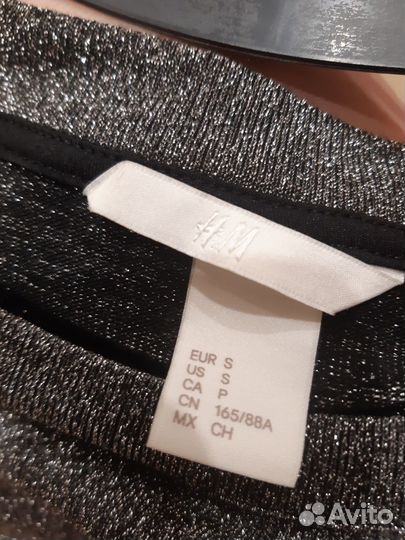 H&M
EUR S
US S
CA P
CN 165/88A
MX CH
Avito